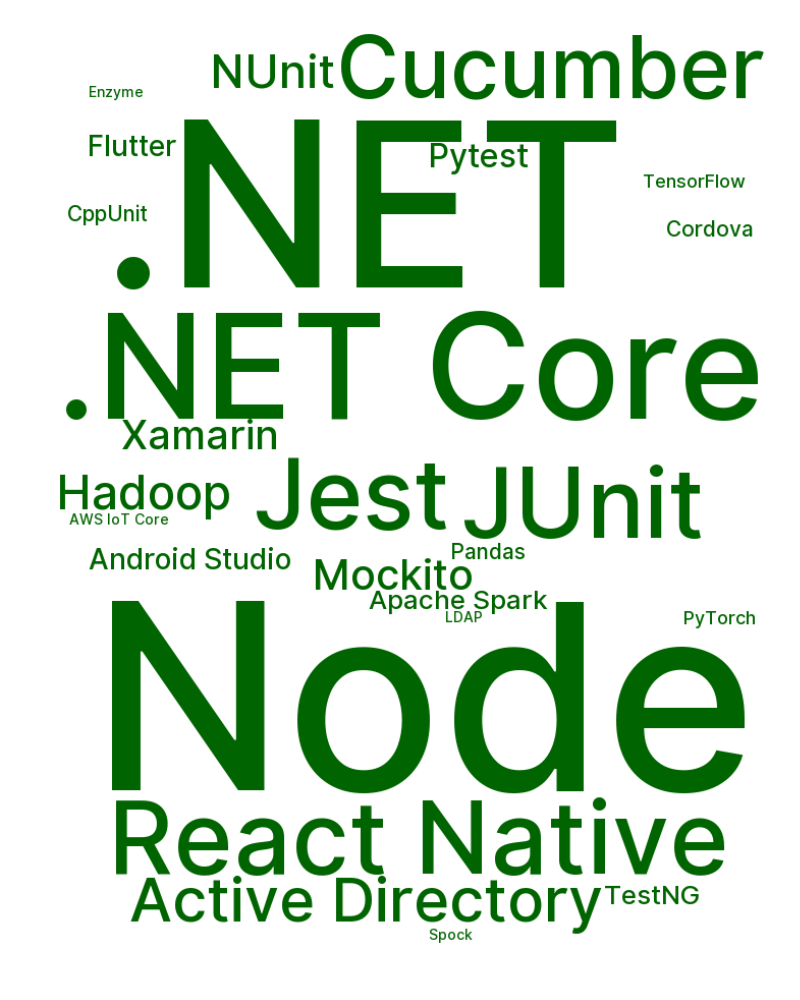 NUnit
Cucumber
Enzyme
.NET
Flutter
Pytest
TensorFlow
CppUnit
Cordova
.NET Core
Xamarin
Hadoop
Jest
JUnit
AWS IoT Core
Android Studio
Pandas
Mockito
Apache Spark
LDAP
PyTorch
Node
React Native
Active Directory
TestNG
Spock